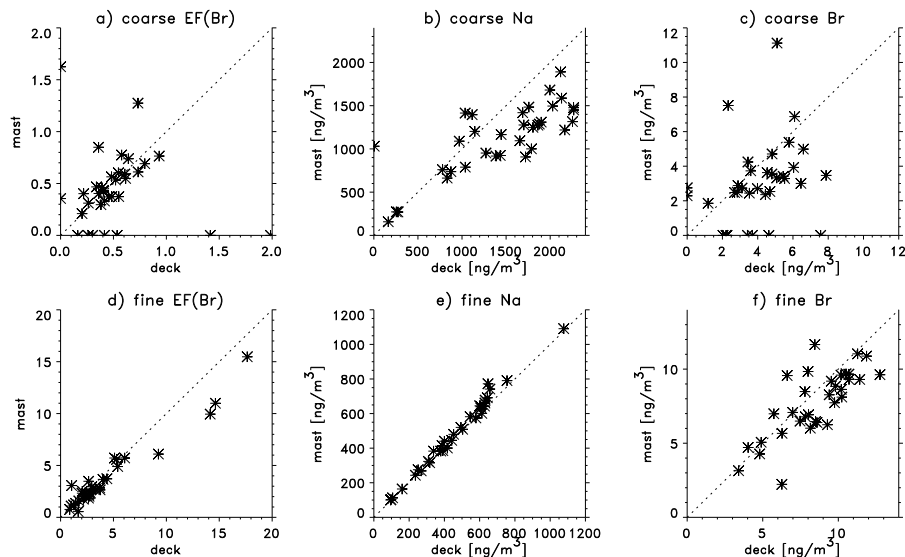 a) coarse EF(Br)
b) coarse Na
c) coarse Br
2.0
1.5
1.0
0.5
0.0
mast
0.0 0.5 1.0 1.5 2.0
deck
2000
1500
1000
500
0
mast [ng/m³]
0 500 1000 1500 2000
deck [ng/m³]
12
10
8
6
4
2
0
mast [ng/m³]
0 2 4 6 8 10 12
deck [ng/m³]
d) fine EF(Br)
e) fine Na
f) fine Br
20
15
10
5
0
mast
0 5 10 15 20
deck
1200
1000
800
600
400
200
0
mast [ng/m³]
0 200 400 600 800 1000 1200
deck [ng/m³]
10
5
0
mast [ng/m³]
0 5 10
deck [ng/m³]